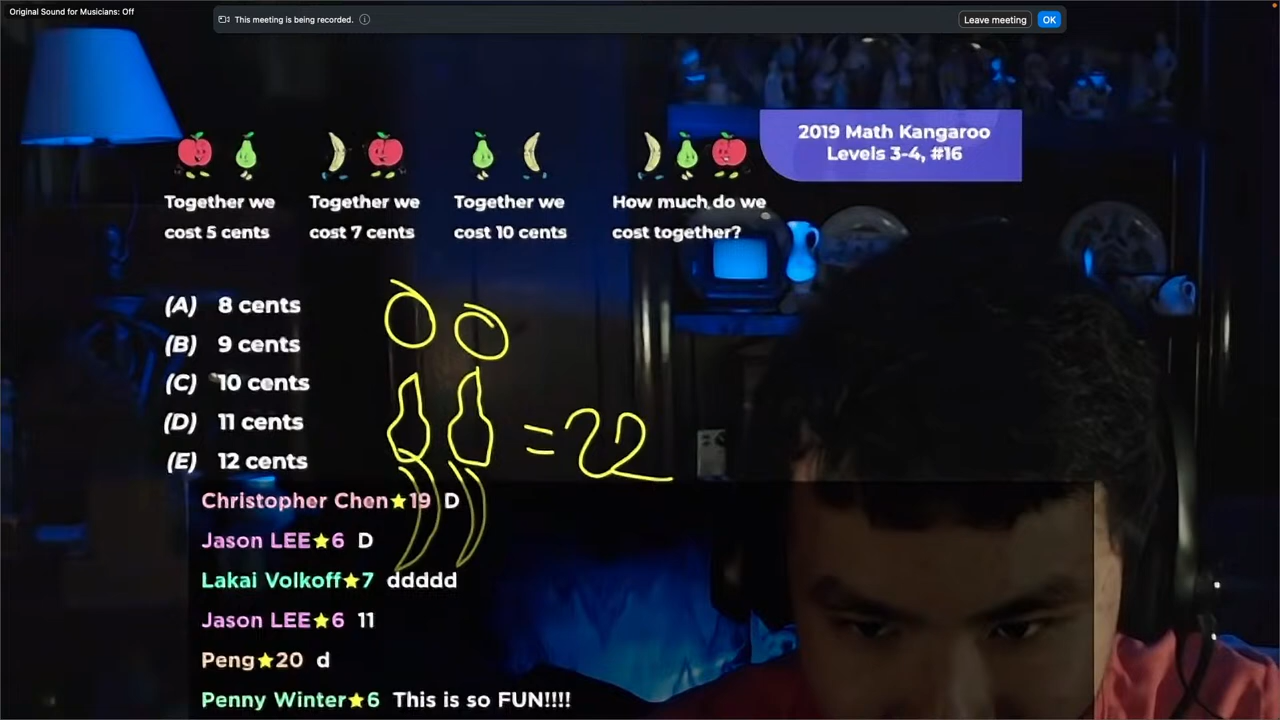 Original Sound for Musicians: Off
This meeting is being recorded.
Leave meeting
OK
2019 Math Kangaroo
Levels 3-4, #16
Together we
cost 5 cents
Together we
cost 7 cents
Together we
cost 10 cents
How much do we
cost together?
(A) 8 cents
(B) 9 cents
(C) 10 cents
(D) 11 cents
(E) 12 cents
= 22
Christopher Chen★19 D
Jason LEE★6 D
Lakai Volkoff★7 ddddd
Jason LEE★6 11
Peng★20 d
Penny Winter★6 This is so FUN!!!!